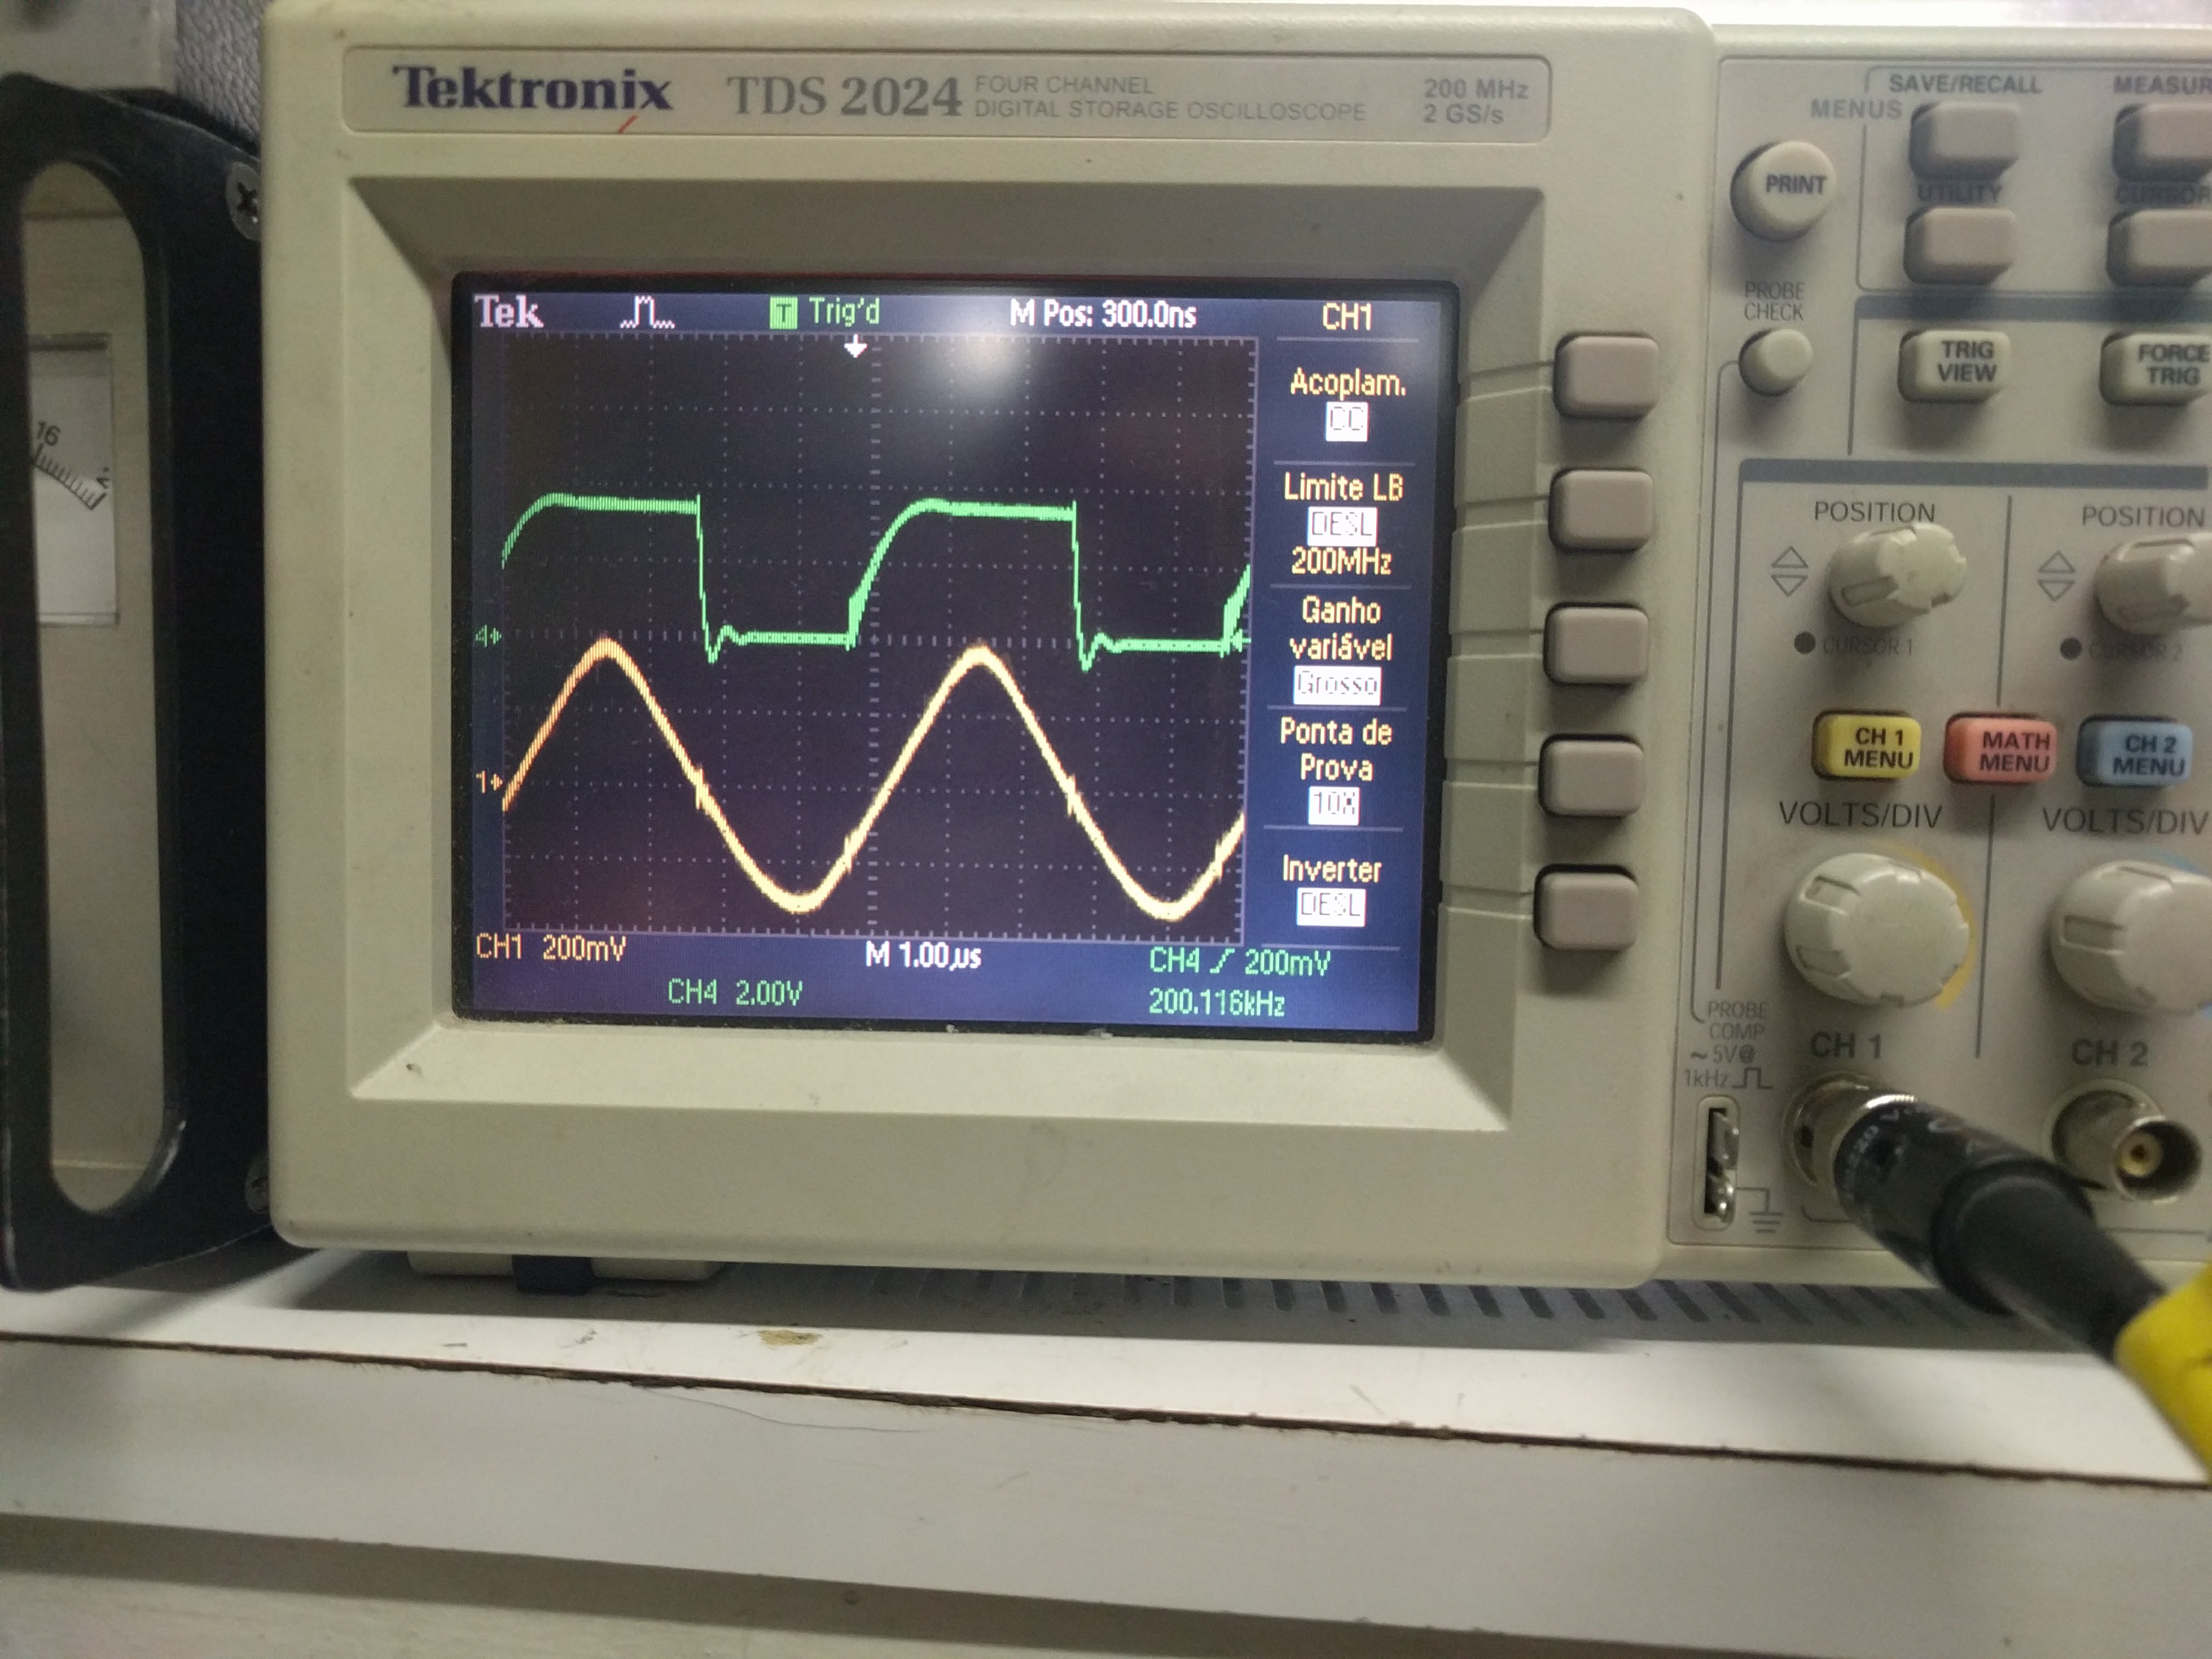 Tektronix TDS 2024 FOUR CHANNEL
DIGITAL STORAGE OSCILLOSCOPE
200 MHz
2 GS/s
Tek Trig'd M Pos: 300.0ns CH1
Acoplam.
CC
Limite LB
DESL
200MHz
Ganho
variável
Grosso
Ponta de
Prova
10X
Inverter
DESL
4
1
CH1 200mV M 1.00µs CH4 200mV
CH4 2.00V 200.116kHz
16
MENUS
SAVE/RECALL
MEASUR
UTILITY
CURSOR
PRINT
PROBE
CHECK
TRIG
VIEW
FORCE
TRIG
POSITION
POSITION
CURSOR 1
CURSOR 2
CH 1
MENU
MATH
MENU
CH 2
MENU
VOLTS/DIV
VOLTS/DIV
PROBE
COMP
~5V@
1kHz
CH 1
CH 2